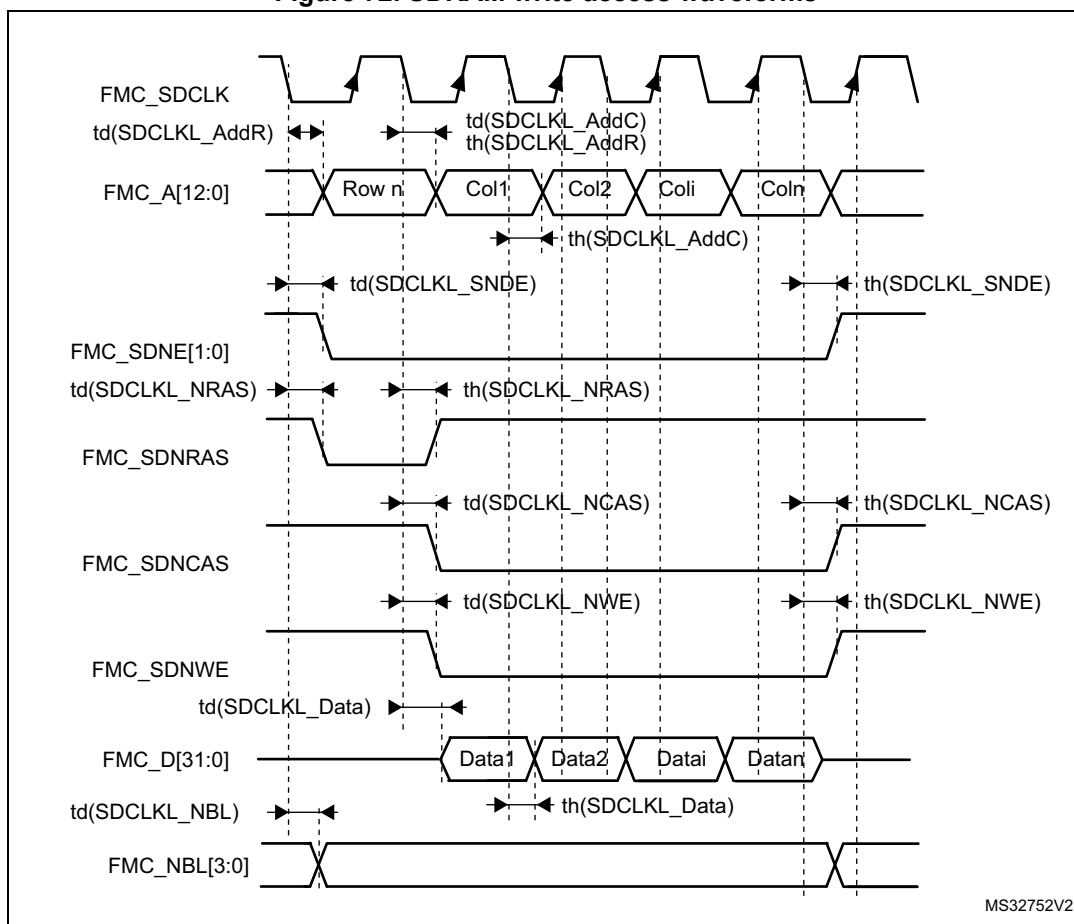 Figure 72. SDRAM write access waveforms
FMC_SDCLK
td(SDCLKL_AddR)
td(SDCLKL_AddC)
th(SDCLKL_AddR)
FMC_A[12:0]
Row n
Col1
Col2
Coli
Coln
th(SDCLKL_AddC)
td(SDCLKL_SNDE)
th(SDCLKL_SNDE)
FMC_SDNE[1:0]
td(SDCLKL_NRAS)
th(SDCLKL_NRAS)
FMC_SDNRAS
td(SDCLKL_NCAS)
th(SDCLKL_NCAS)
FMC_SDNCAS
td(SDCLKL_NWE)
th(SDCLKL_NWE)
FMC_SDNWE
td(SDCLKL_Data)
FMC_D[31:0]
Data1
Data2
Datai
Datan
td(SDCLKL_NBL)
th(SDCLKL_Data)
FMC_NBL[3:0]
MS32752V2